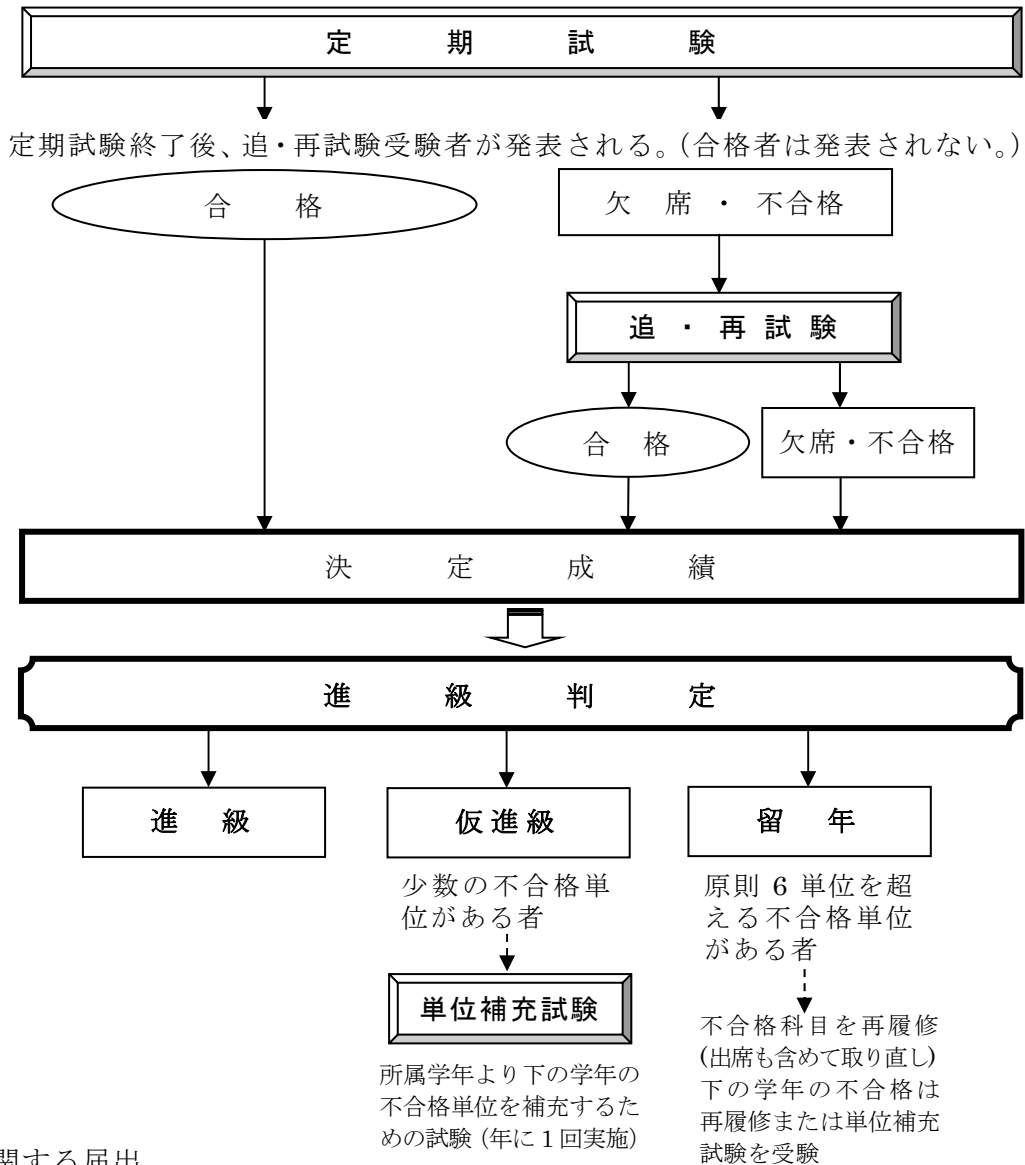 定期試験
定期試験終了後、追・再試験受験者が発表される。（合格者は発表されない。）
合格
欠席・不合格
追・再試験
合格
欠席・不合格
決定成績
進級判定
進級
仮進級
留年
少数の不合格単
位がある者
原則 6 単位を超
える不合格単位
がある者
単位補充試験
所属学年より下の学年の
不合格単位を補充するた
めの試験（年に 1 回実施）
不合格科目を再履修
(出席も含めて取り直し)
下の学年の不合格は
再履修または単位補充
試験を受験
関する届出